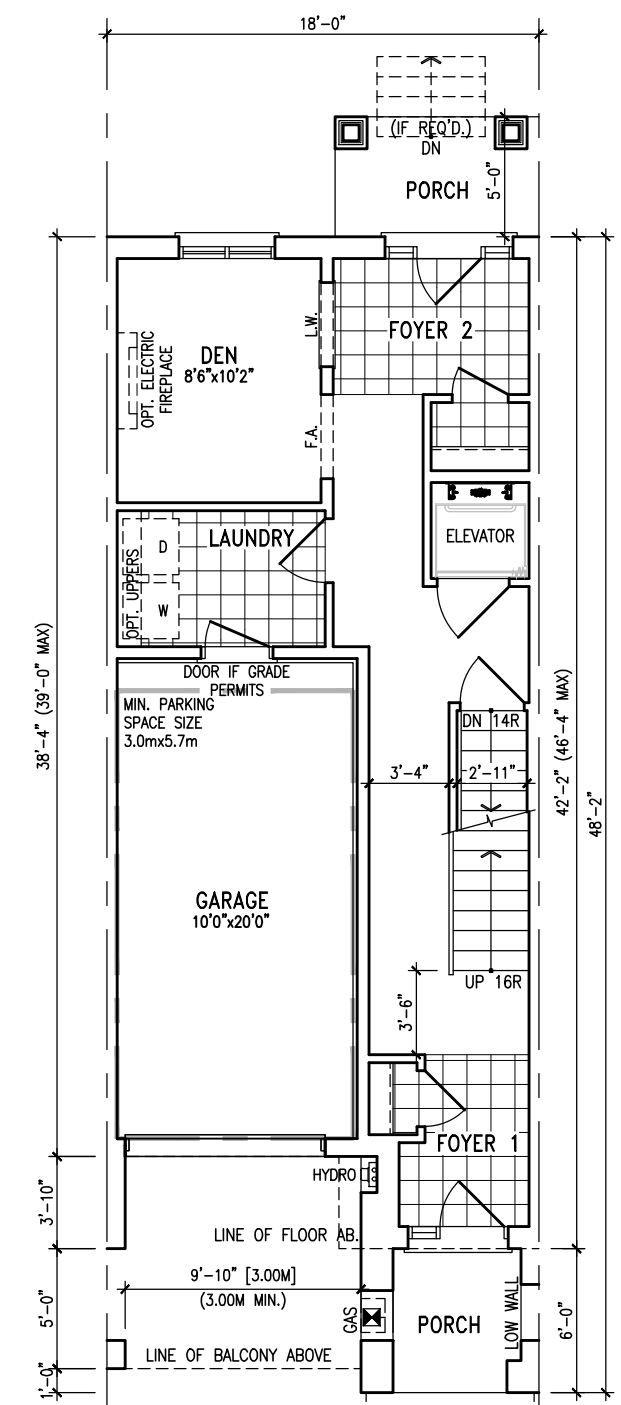 18'-0"
(IF REQ'D.)
DN
PORCH
5'-0"
L.W.
FOYER 2
DEN
8'6"x10'2"
OPT. ELECTRIC
FIREPLACE
F.A.
LAUNDRY
ELEVATOR
D
OPT. UPPERS
W
DOOR IF GRADE
PERMITS
MIN. PARKING
SPACE SIZE
3.0mx5.7m
DN 14R
38'-4" (39'-0" MAX)
3'-4"
2'-11"
42'-2" (46'-4" MAX)
48'-2"
GARAGE
10'0"x20'0"
UP 16R
3'-6"
FOYER 1
HYDRO
3'-10"
LINE OF FLOOR AB.
9'-10" [3.00M]
(3.00M MIN.)
5'-0"
GAS
PORCH
LOW WALL
6'-0"
LINE OF BALCONY ABOVE
1'-0"